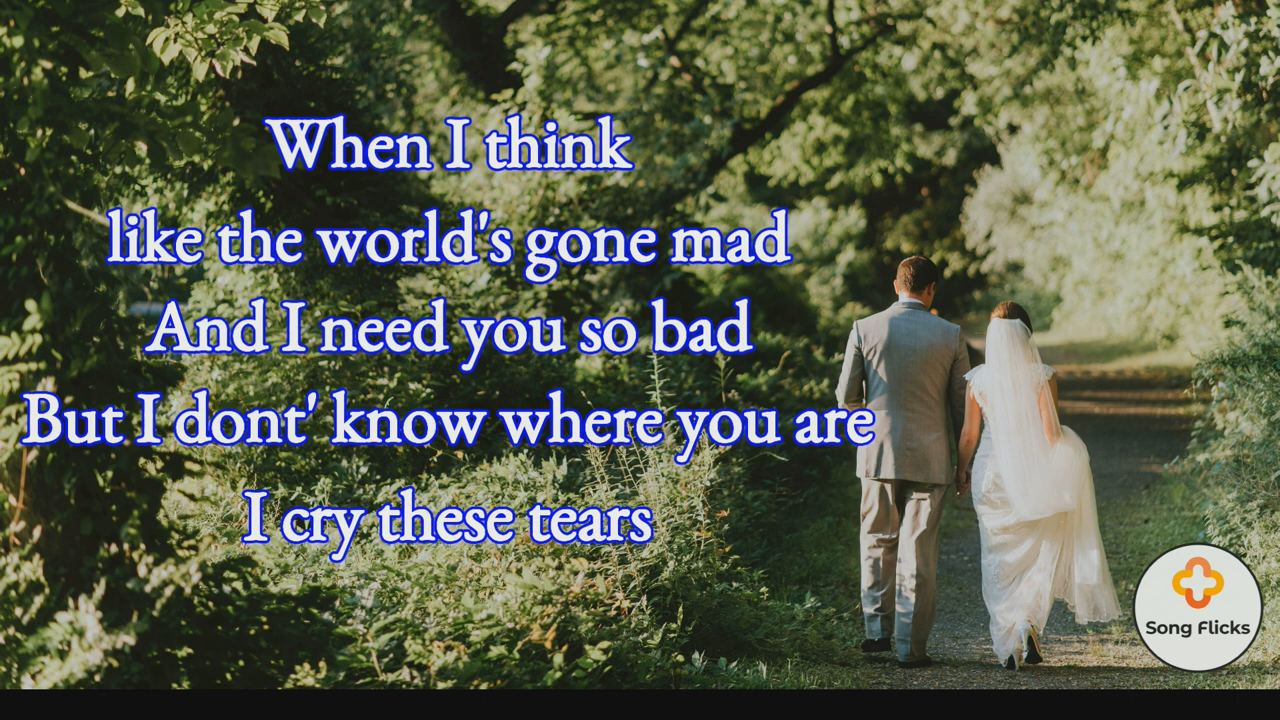 When I think
like the world's gone mad
And I need you so bad
But I dont' know where you are
I cry these tears
Song Flicks